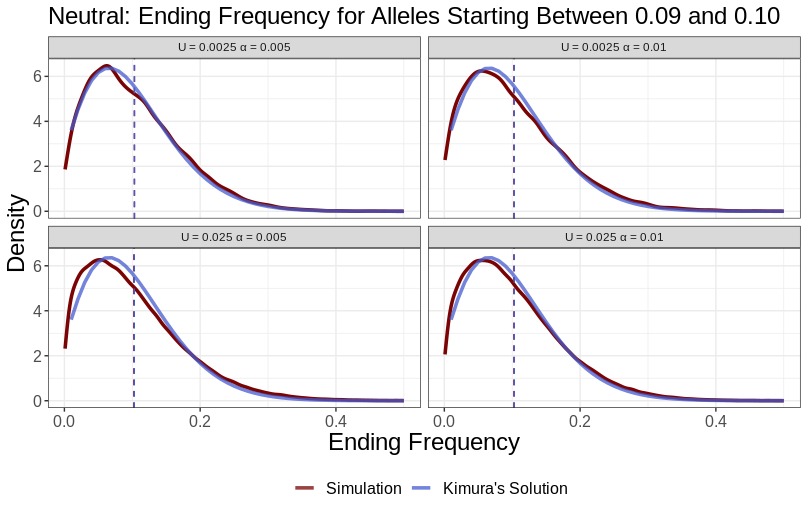 Neutral: Ending Frequency for Alleles Starting Between 0.09 and 0.10
U = 0.0025 α = 0.005
U = 0.0025 α = 0.01
6
4
2
0
U = 0.025 α = 0.005
U = 0.025 α = 0.01
6
4
2
0
Density
0.0 0.2 0.4 0.0 0.2 0.4
Ending Frequency
Simulation Kimura's Solution